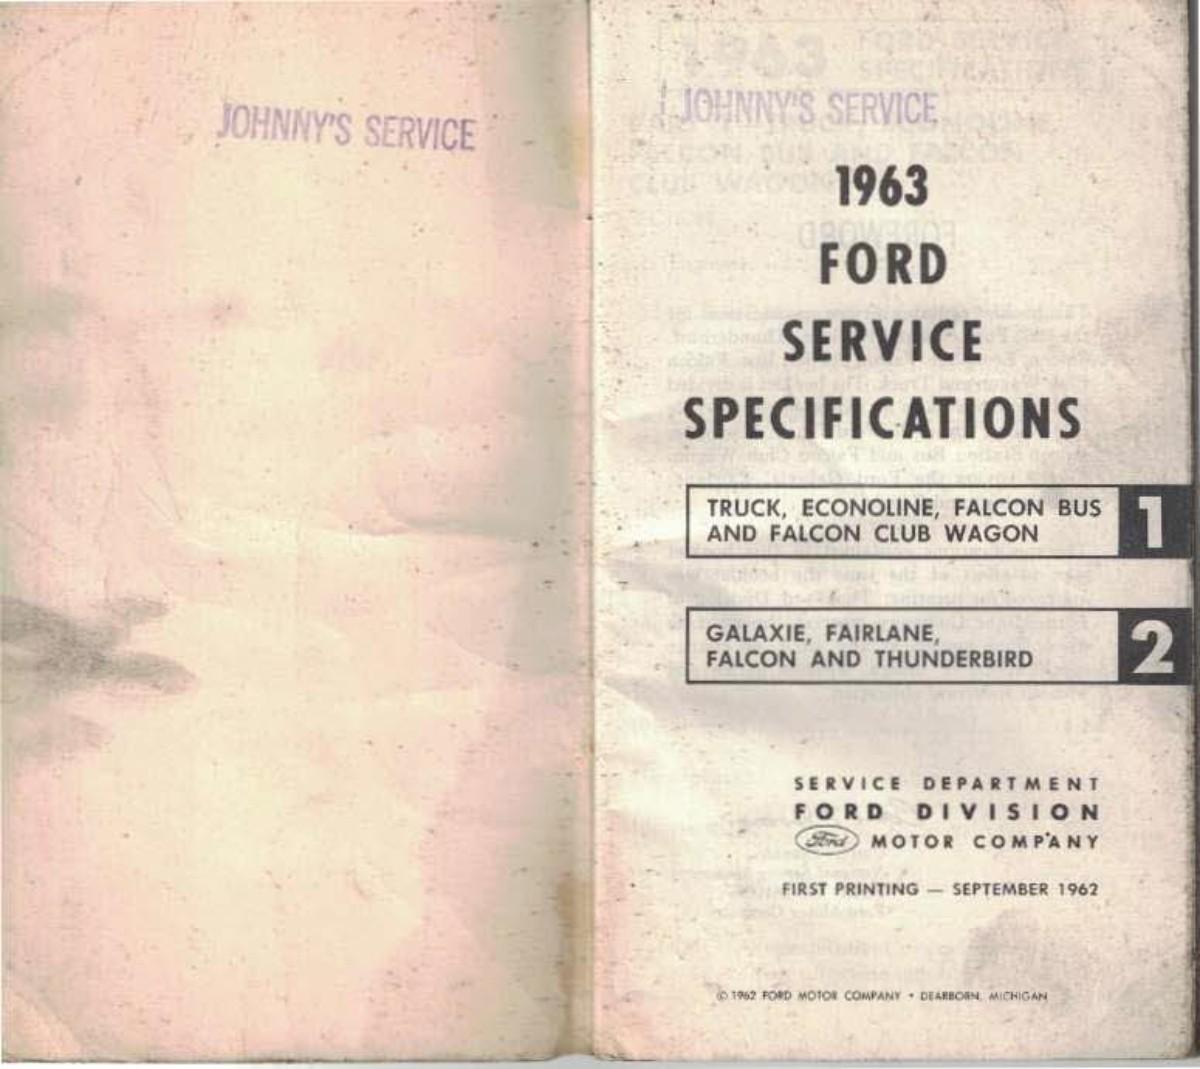 JOHNNY'S SERVICE
JOHNNY'S SERVICE
1963
FORD
SERVICE
SPECIFICATIONS
TRUCK, ECONOLINE, FALCON BUS
AND FALCON CLUB WAGON
1
GALAXIE, FAIRLANE,
FALCON AND THUNDERBIRD
2
SERVICE DEPARTMENT
FORD DIVISION
Ford MOTOR COMPANY
FIRST PRINTING — SEPTEMBER 1962
© 1962 FORD MOTOR COMPANY • DEARBORN, MICHIGAN